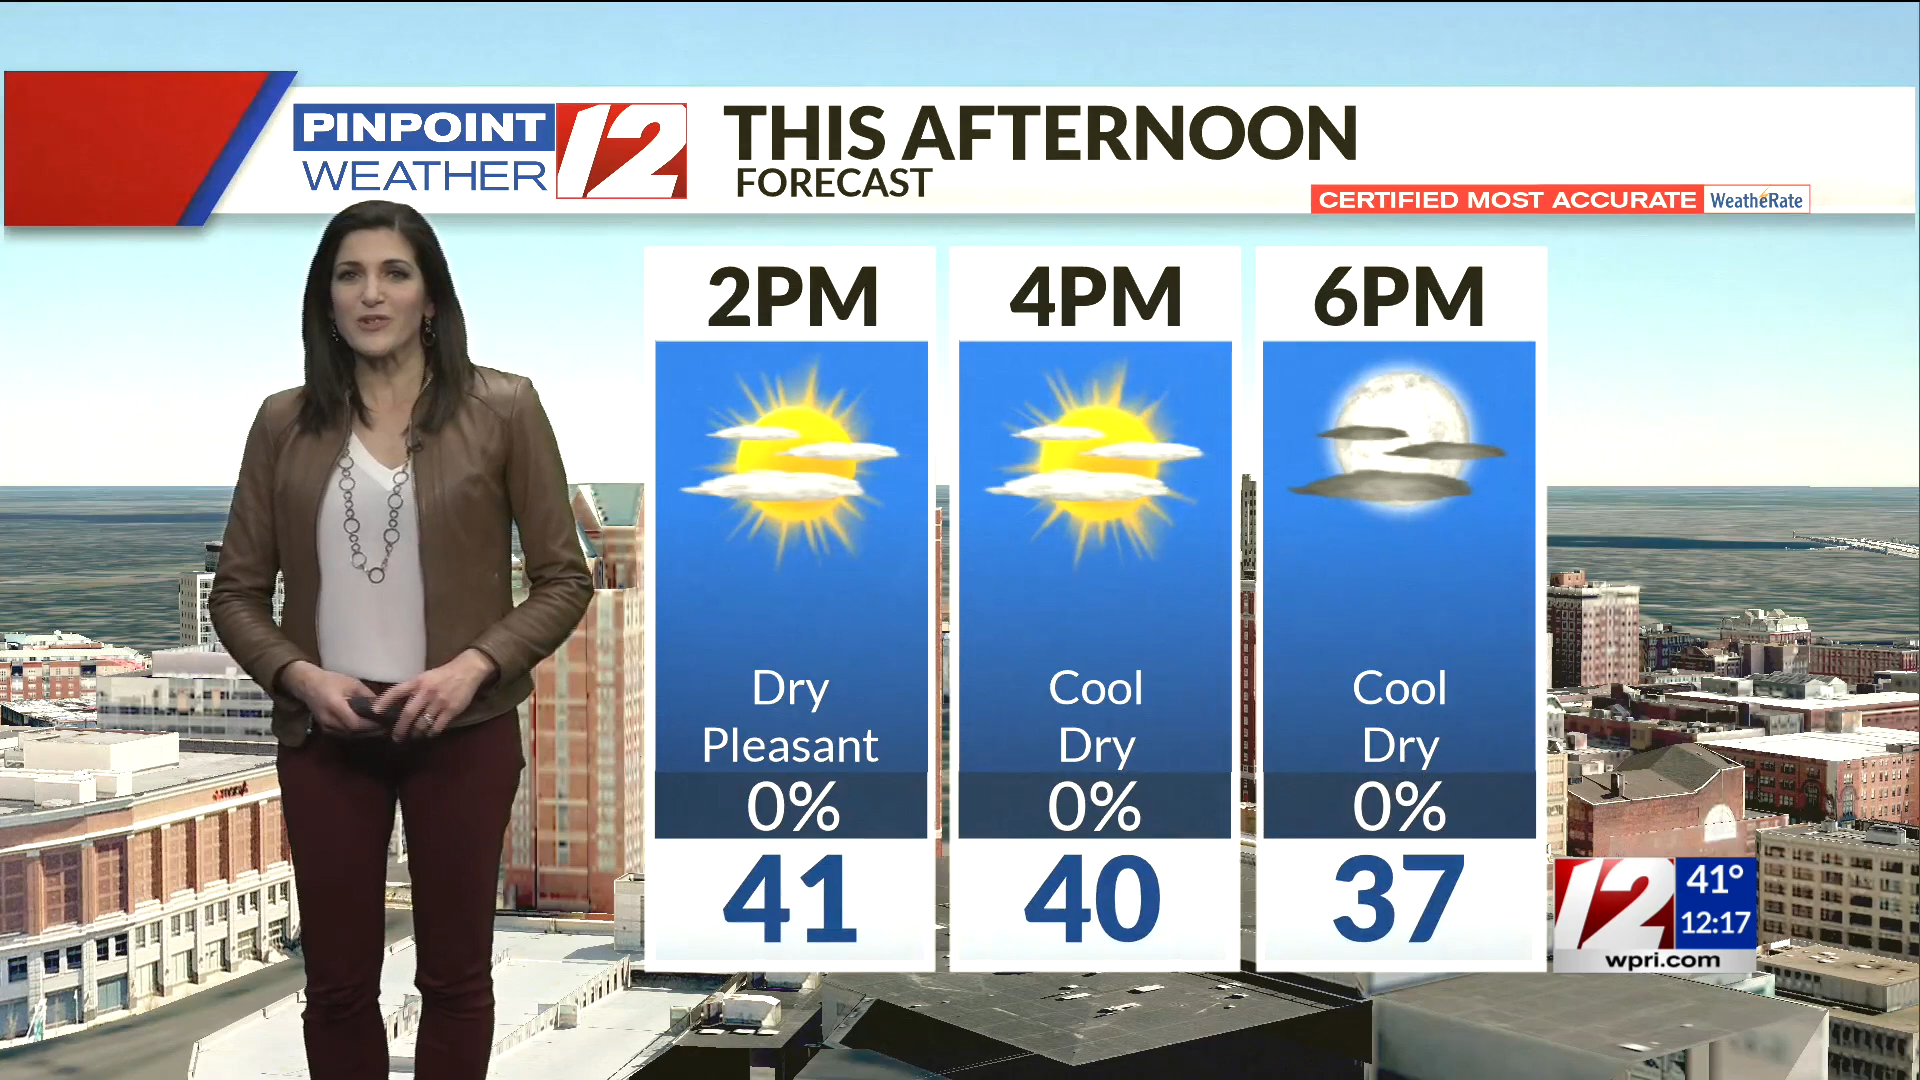 PINPOINT
WEATHER
12
THIS AFTERNOON
FORECAST
CERTIFIED MOST ACCURATE
WeatheRate
2PM
4PM
6PM
Dry
Pleasant
0%
41
Cool
Dry
0%
40
Cool
Dry
0%
37
12
41°
12:17
wpri.com